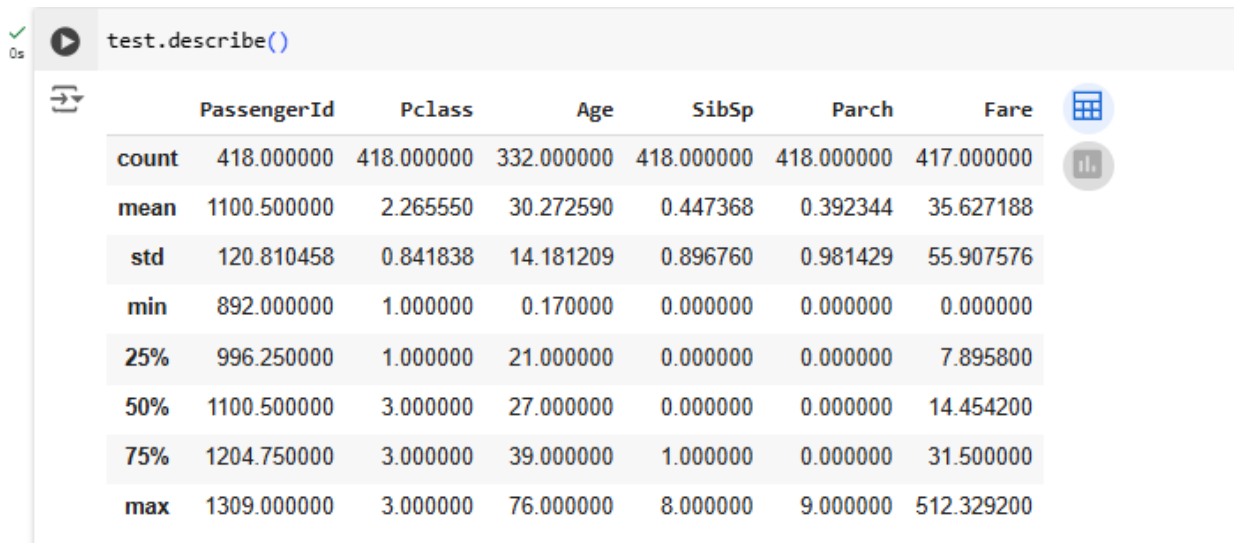 test.describe()
0s
PassengerId Pclass Age SibSp Parch Fare
count 418.000000 418.000000 332.000000 418.000000 418.000000 417.000000
mean 1100.500000 2.265550 30.272590 0.447368 0.392344 35.627188
std 120.810458 0.841838 14.181209 0.896760 0.981429 55.907576
min 892.000000 1.000000 0.170000 0.000000 0.000000 0.000000
25% 996.250000 1.000000 21.000000 0.000000 0.000000 7.895800
50% 1100.500000 3.000000 27.000000 0.000000 0.000000 14.454200
75% 1204.750000 3.000000 39.000000 1.000000 0.000000 31.500000
max 1309.000000 3.000000 76.000000 8.000000 9.000000 512.329200